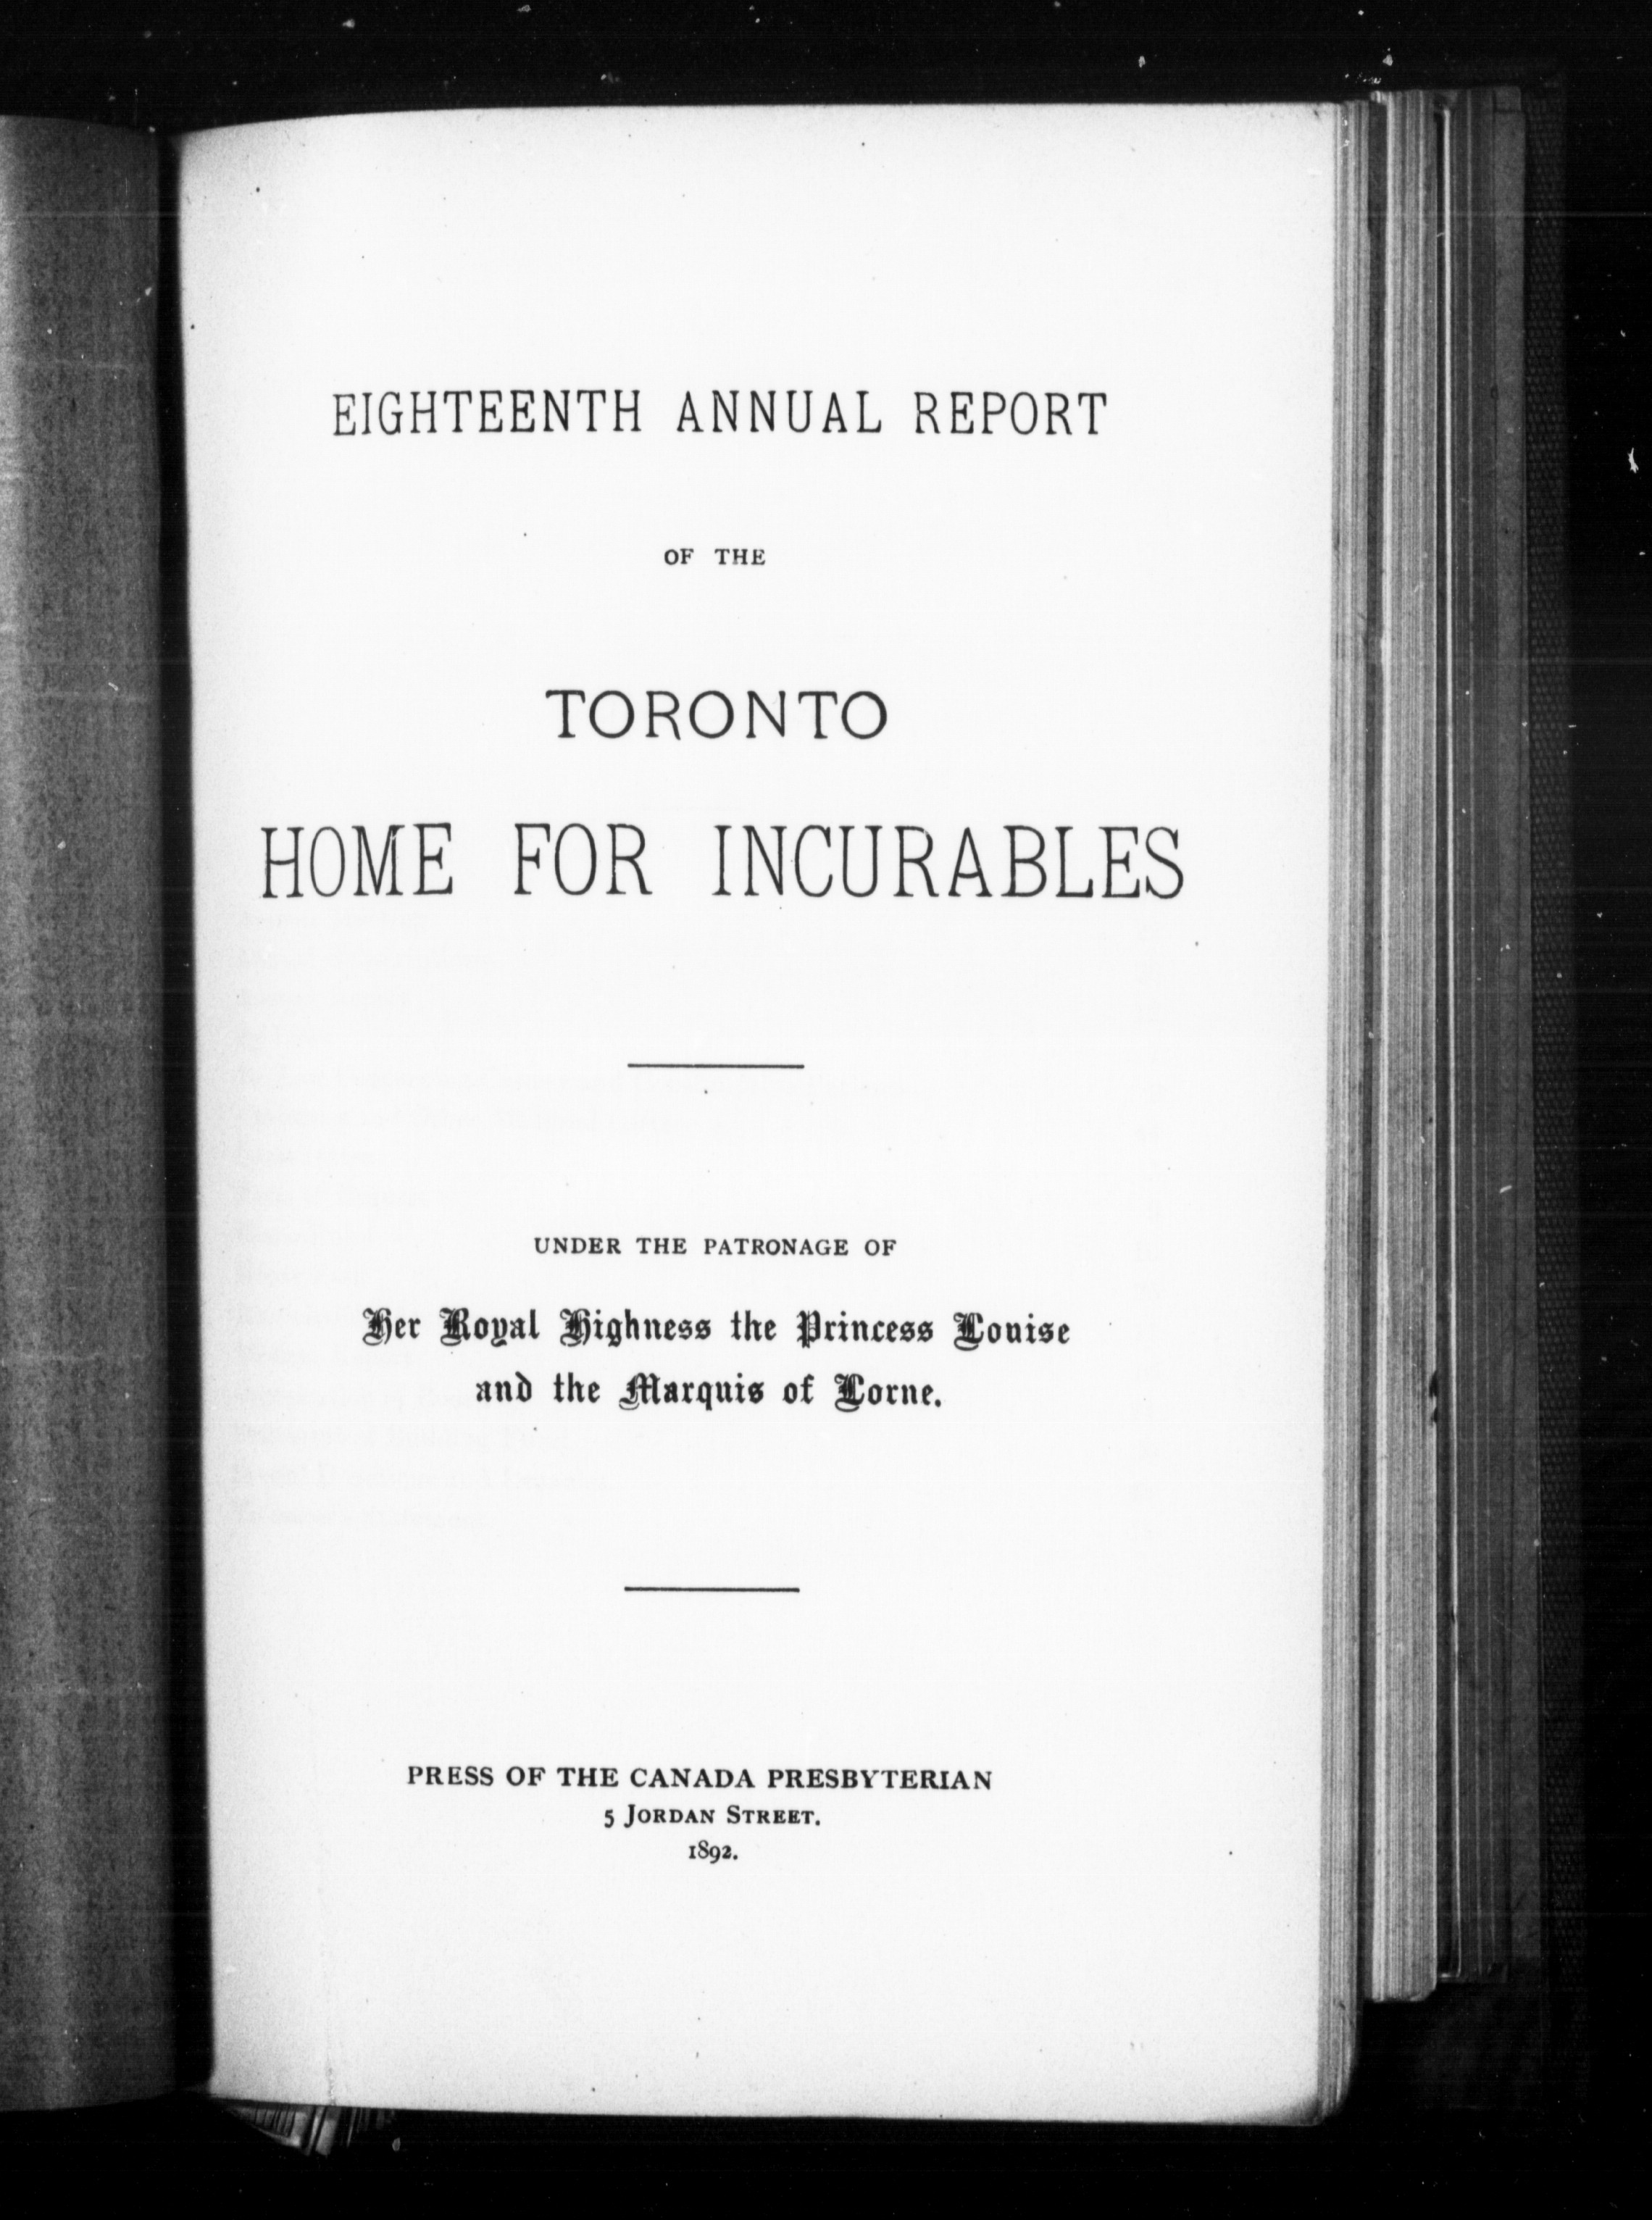 EIGHTEENTH ANNUAL REPORT
OF THE
TORONTO
HOME FOR INCURABLES
UNDER THE PATRONAGE OF
Her Royal Highness the Princess Louise
and the Marquis of Lorne.
PRESS OF THE CANADA PRESBYTERIAN
5 JORDAN STREET.
1892.